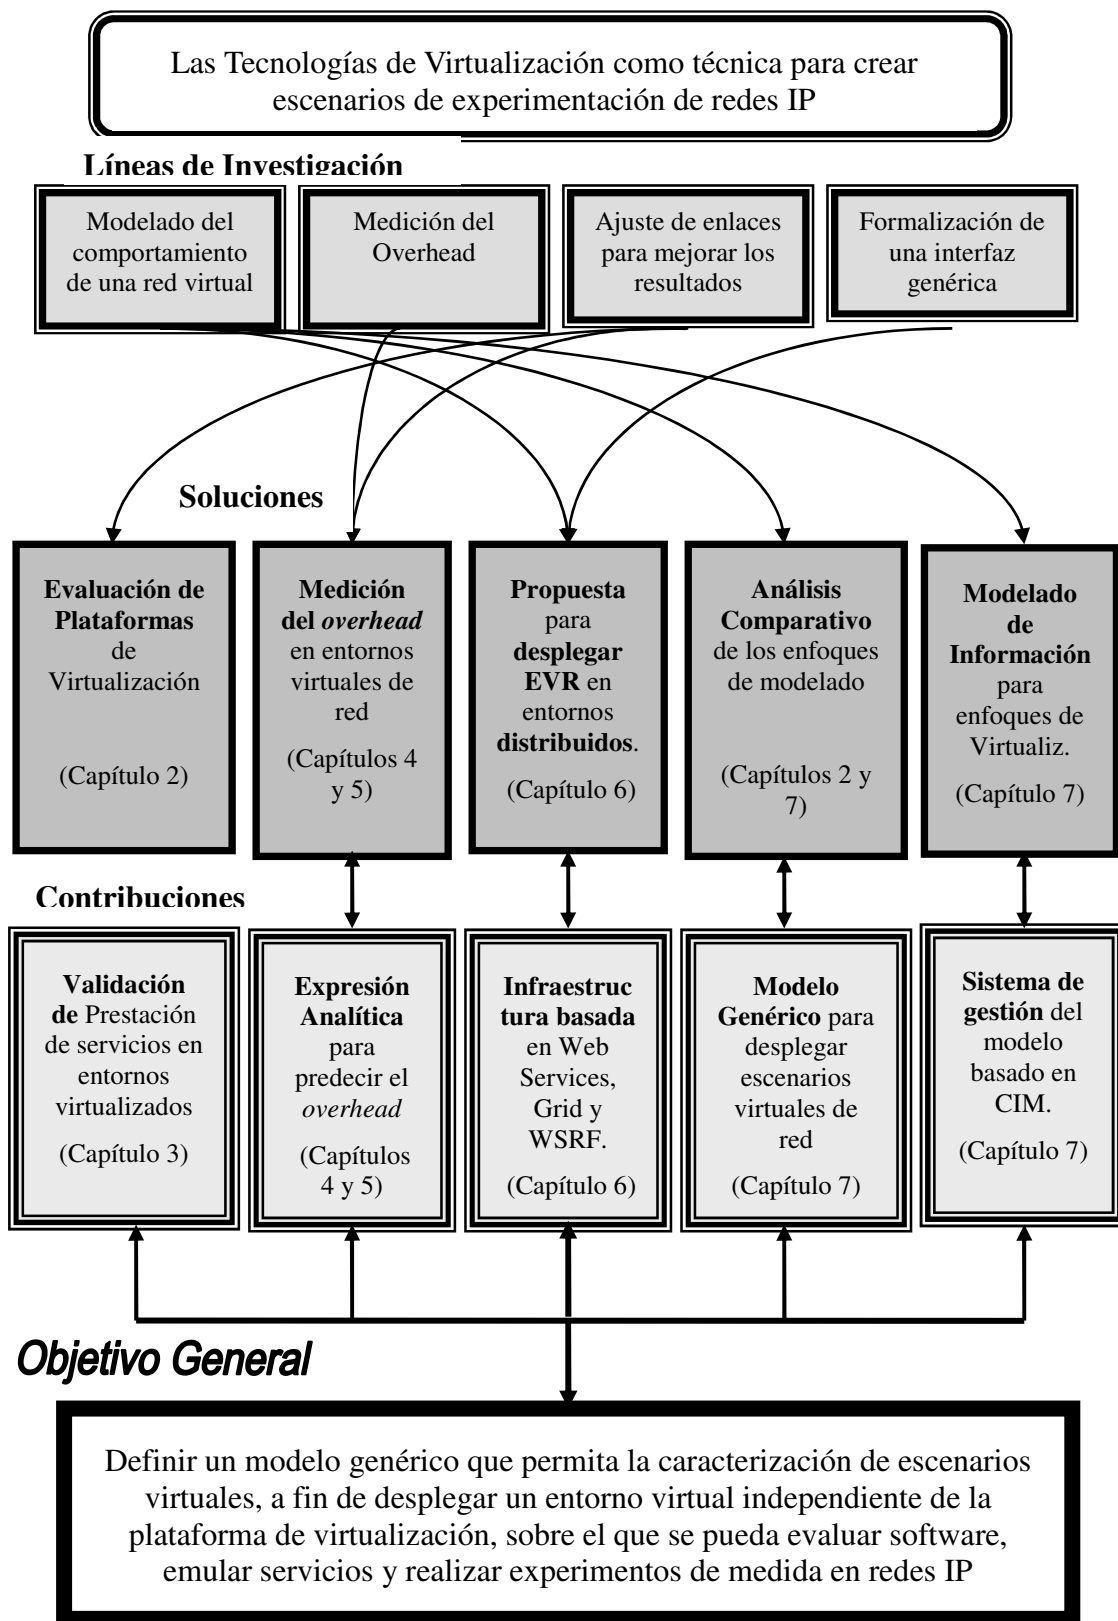 Las Tecnologías de Virtualización como técnica para crear
escenarios de experimentación de redes IP
Líneas de Investigación
Modelado del
comportamiento
de una red virtual
Medición del
Overhead
Ajuste de enlaces
para mejorar los
resultados
Formalización de
una interfaz
genérica
Soluciones
Evaluación de
Plataformas
de
Virtualización
(Capítulo 2)
Medición
del overhead
en entornos
virtuales de
red
(Capítulos 4
y 5)
Propuesta
para
desplegar
EVR en
entornos
distribuidos.
(Capítulo 6)
Análisis
Comparativo
de los enfoques
de modelado
(Capítulos 2 y
7)
Modelado
de
Información
para
enfoques de
Virtualiz.
(Capítulo 7)
Contribuciones
Validación
de Prestación
de servicios en
entornos
virtualizados
(Capítulo 3)
Expresión
Analítica
para
predecir el
overhead
(Capítulos
4 y 5)
Infraestruc
tura basada
en Web
Services,
Grid y
WSRF.
(Capítulo 6)
Modelo
Genérico para
desplegar
escenarios
virtuales de
red
(Capítulo 7)
Sistema de
gestión del
modelo
basado en
CIM.
(Capítulo 7)
Objetivo General
Definir un modelo genérico que permita la caracterización de escenarios
virtuales, a fin de desplegar un entorno virtual independiente de la
plataforma de virtualización, sobre el que se pueda evaluar software,
emular servicios y realizar experimentos de medida en redes IP